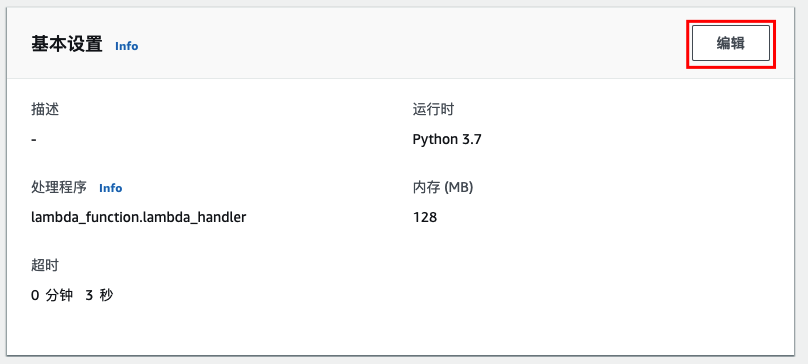 基本设置 Info 编辑
描述 运行时
- Python 3.7
处理程序 Info 内存 (MB)
lambda_function.lambda_handler 128
超时
0 分钟 3 秒